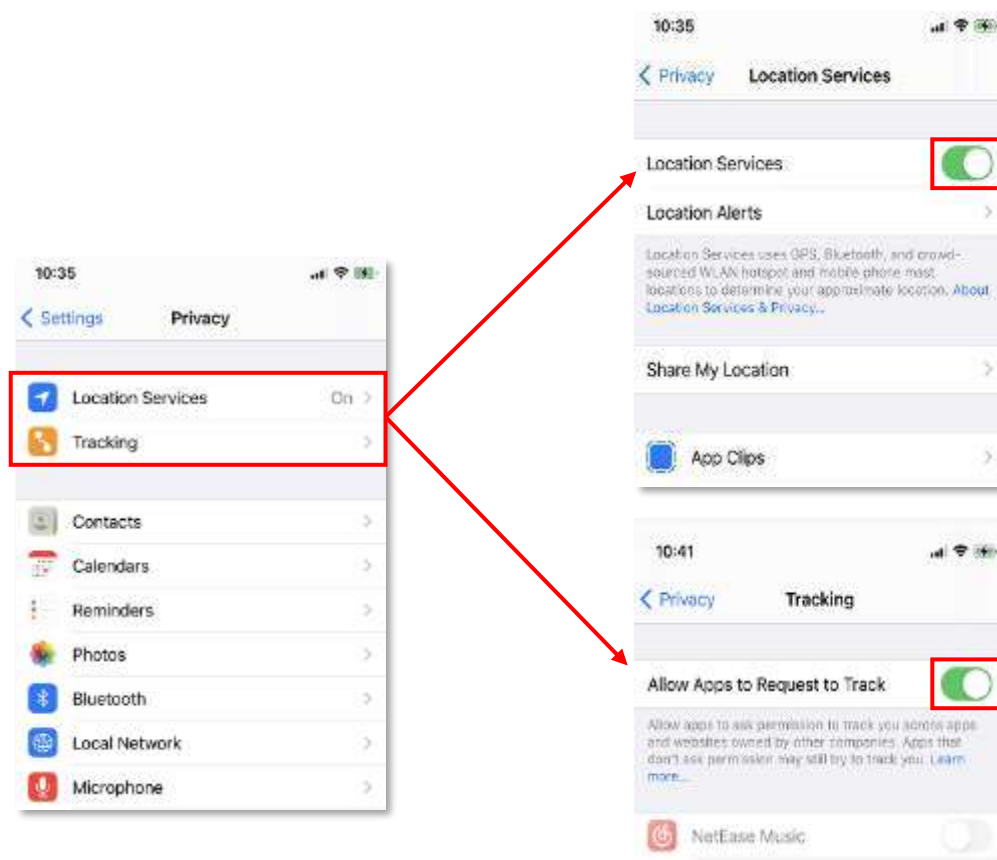 10:35
Settings
Privacy
Location Services
On
Tracking
Contacts
Calendars
Reminders
Photos
Bluetooth
Local Network
Microphone
10:35
Privacy
Location Services
Location Services
Location Alerts
Location Services uses GPS, Bluetooth, and crowd-
sourced WLAN hotspot and mobile phone mast
locations to determine your approximate location. About
Location Services & Privacy...
Share My Location
App Clips
10:41
Privacy
Tracking
Allow Apps to Request to Track
Allow apps to ask permission to track you across apps
and websites owned by other companies. Apps that
don't ask permission may still try to track you. Learn
more...
NetEase Music